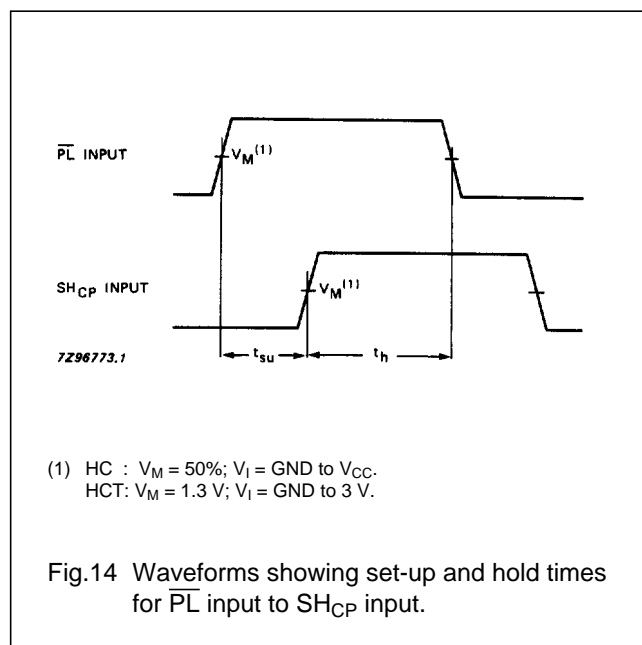 P̅L̅ INPUT
V_M(1)
SH_CP INPUT
V_M(1)
7Z96773.1
t_su
t_h
(1) HC : V_M = 50%; V_I = GND to V_CC.
HCT: V_M = 1.3 V; V_I = GND to 3 V.
Fig.14 Waveforms showing set-up and hold times
for P̅L̅ input to SH_CP input.